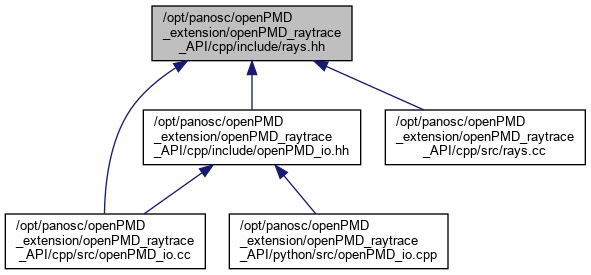 /opt/panosc/openPMD
_extension/openPMD_raytrace
_API/cpp/include/rays.hh
/opt/panosc/openPMD
_extension/openPMD_raytrace
_API/cpp/include/openPMD_io.hh
/opt/panosc/openPMD
_extension/openPMD_raytrace
_API/cpp/src/rays.cc
/opt/panosc/openPMD
_extension/openPMD_raytrace
_API/cpp/src/openPMD_io.cc
/opt/panosc/openPMD
_extension/openPMD_raytrace
_API/python/src/openPMD_io.cpp